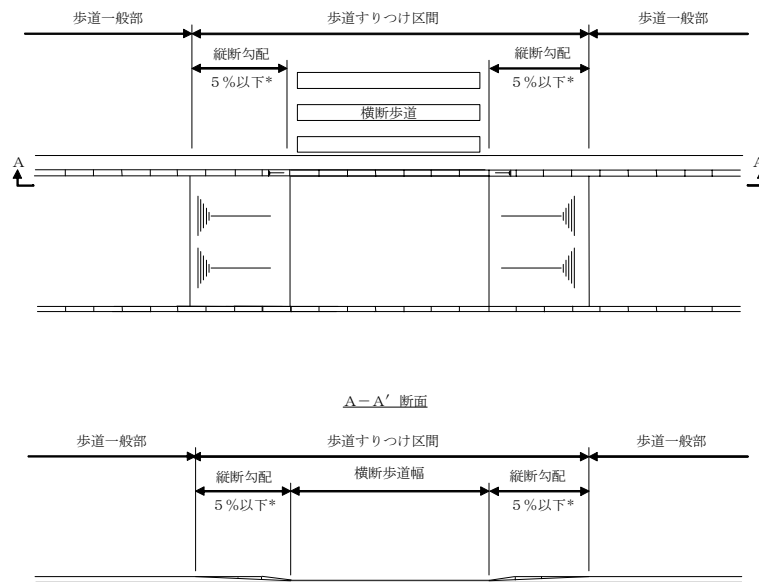 歩道一般部
歩道すりつけ区間
歩道一般部
縦断勾配
5%以下*
縦断勾配
5%以下*
横断歩道
A
A
A－A′ 断面
歩道一般部
歩道すりつけ区間
歩道一般部
縦断勾配
5%以下*
横断歩道幅
縦断勾配
5%以下*